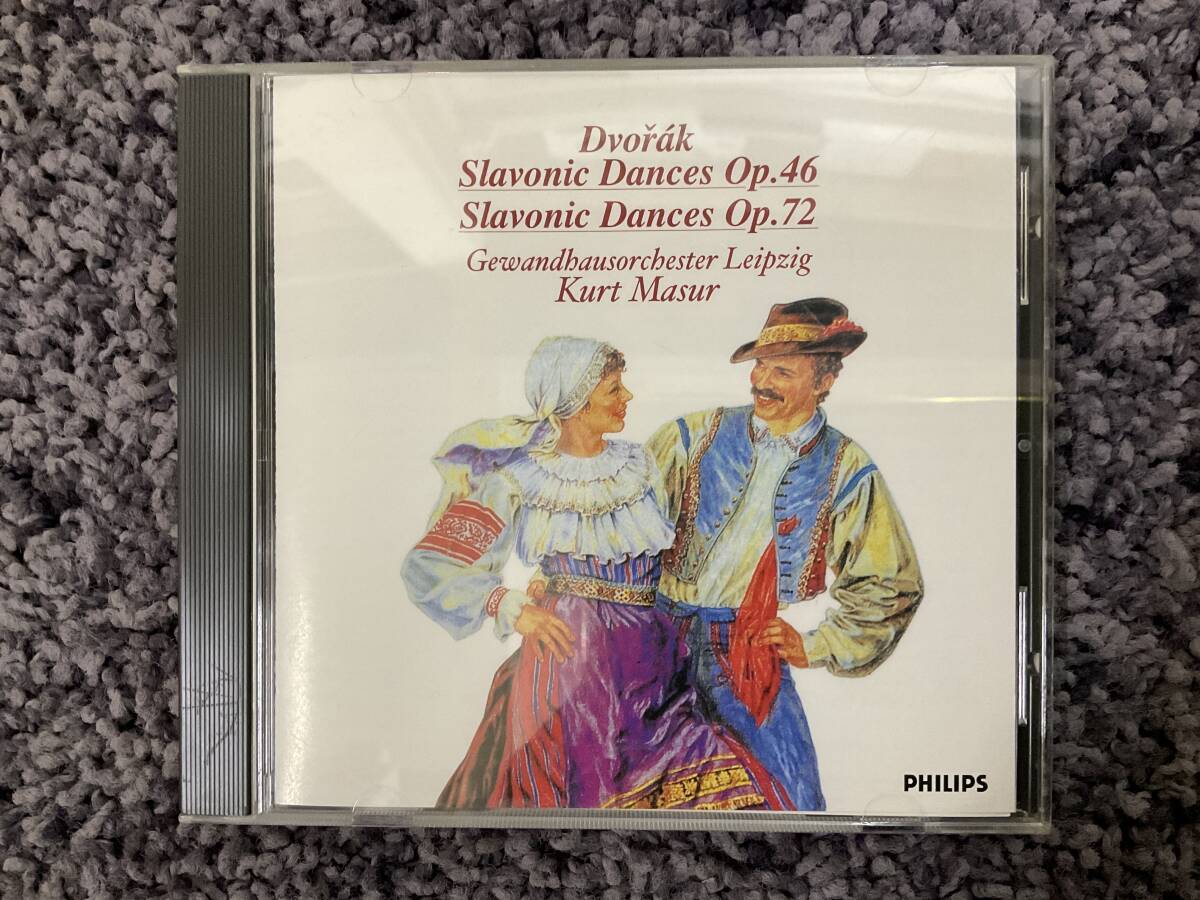 Dvořák
Slavonic Dances Op.46
Slavonic Dances Op.72
Gewandhausorchester Leipzig
Kurt Masur
PHILIPS